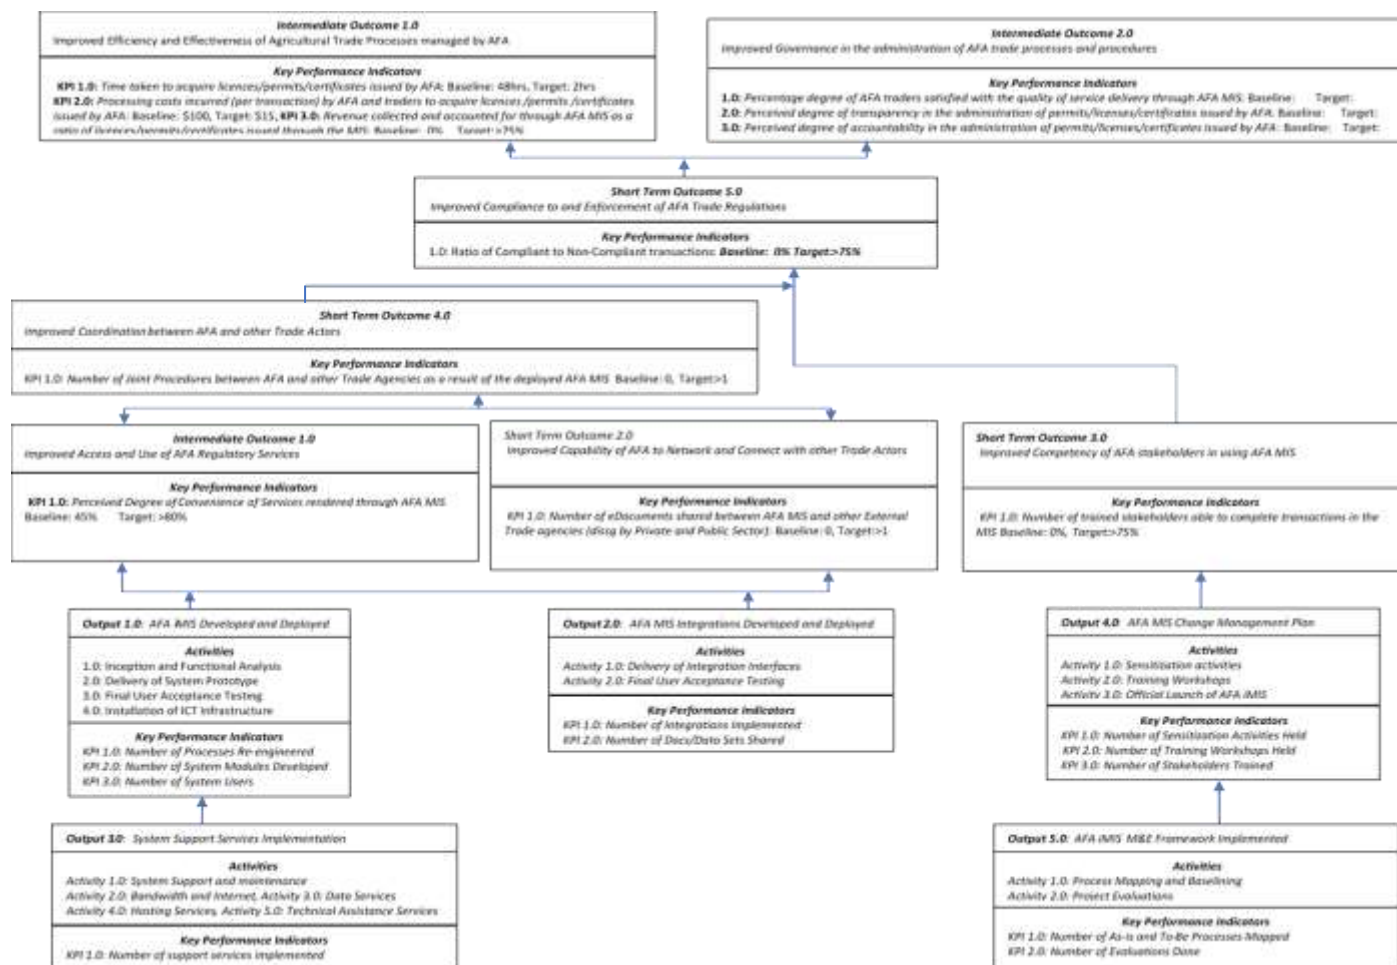 Intermediate Outcome 1.0
Improved Efficiency and Effectiveness of Agricultural Trade Processes managed by AFA
Key Performance Indicators
KPI 1.0: Time taken to acquire licences/permits/certificates issued by AFA: Baseline: 48hrs, Target: 2hrs
KPI 2.0: Processing costs incurred (per transaction) by AFA and traders to acquire licences /permits /certificates
issued by AFA: Baseline: $100, Target: $15, KPI 3.0: Revenue collected and accounted for through AFA MIS as a
ratio of licences/permits/certificates issued through the MIS: Baseline: 0% Target: >75%
Intermediate Outcome 2.0
Improved Governance in the administration of AFA trade processes and procedures
Key Performance Indicators
1.0: Percentage degree of AFA traders satisfied with the quality of service delivery through AFA MIS: Baseline: Target:
2.0: Perceived degree of transparency in the administration of permits/licenses/certificates issued by AFA: Baseline: Target:
3.0: Perceived degree of accountability in the administration of permits/licenses/certificates issued by AFA: Baseline: Target:
Short Term Outcome 5.0
Improved Compliance to and Enforcement of AFA Trade Regulations
Key Performance Indicators
1.0: Ratio of Compliant to Non-Compliant transactions: Baseline: 0% Target:>75%
Short Term Outcome 4.0
Improved Coordination between AFA and other Trade Actors
Key Performance Indicators
KPI 1.0: Number of Joint Procedures between AFA and other Trade Agencies as a result of the deployed AFA MIS Baseline: 0, Target:>1
Intermediate Outcome 1.0
Improved Access and Use of AFA Regulatory Services
Key Performance Indicators
KPI 1.0: Perceived Degree of Convenience of Services rendered through AFA MIS
Baseline: 45% Target: >80%
Short Term Outcome 2.0
Improved Capability of AFA to Network and Connect with other Trade Actors
Key Performance Indicators
KPI 1.0: Number of eDocuments shared between AFA MIS and other External
Trade agencies (dissg by Private and Public Sector): Baseline: 0, Target:>1
Short Term Outcome 3.0
Improved Competency of AFA stakeholders in using AFA MIS
Key Performance Indicators
KPI 1.0: Number of trained stakeholders able to complete transactions in the
MIS Baseline: 0%, Target:>75%
Output 1.0: AFA iMIS Developed and Deployed
Activities
1.0: Inception and Functional Analysis
2.0: Delivery of System Prototype
3.0: Final User Acceptance Testing
4.0: Installation of ICT Infrastructure
Key Performance Indicators
KPI 1.0: Number of Processes Re-engineered
KPI 2.0: Number of System Modules Developed
KPI 3.0: Number of System Users
Output 2.0: AFA MIS Integrations Developed and Deployed
Activities
Activity 1.0: Delivery of Integration Interfaces
Activity 2.0: Final User Acceptance Testing
Key Performance Indicators
KPI 1.0: Number of Integrations Implemented
KPI 2.0: Number of Docs/Data Sets Shared
Output 4.0: AFA MIS Change Management Plan
Activities
Activity 1.0: Sensitisation activities
Activity 2.0: Training Workshops
Activity 3.0: Official Launch of AFA iMIS
Key Performance Indicators
KPI 1.0: Number of Sensitization Activities Held
KPI 2.0: Number of Training Workshops Held
KPI 3.0: Number of Stakeholders Trained
Output 3.0: System Support Services Implementation
Activities
Activity 1.0: System Support and maintenance
Activity 2.0: Bandwidth and Internet, Activity 3.0: Data Services
Activity 4.0: Hosting Services, Activity 5.0: Technical Assistance Services
Key Performance Indicators
KPI 1.0: Number of support services implemented
Output 5.0: AFA iMIS M&E Framework Implemented
Activities
Activity 1.0: Process Mapping and Baselining
Activity 2.0: Project Evaluations
Key Performance Indicators
KPI 1.0: Number of As-Is and To-Be Processes Mapped
KPI 2.0: Number of Evaluations Done